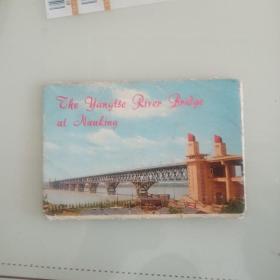 The Yangtse River Bridge
at Nanking